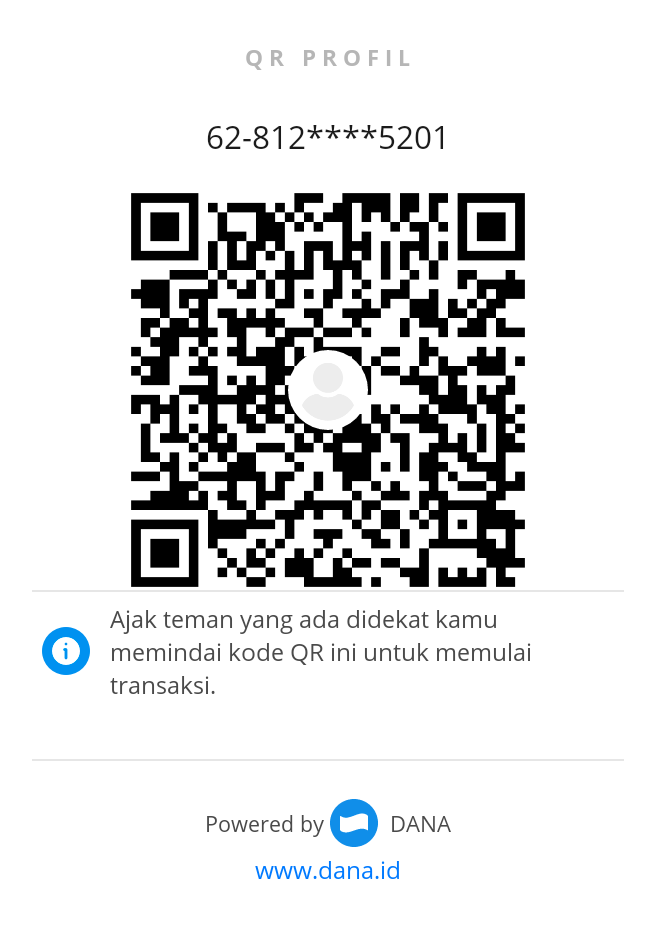 QR PROFIL
62-812****5201
Ajak teman yang ada didekat kamu
memindai kode QR ini untuk memulai
transaksi.
Powered by DANA
www.dana.id